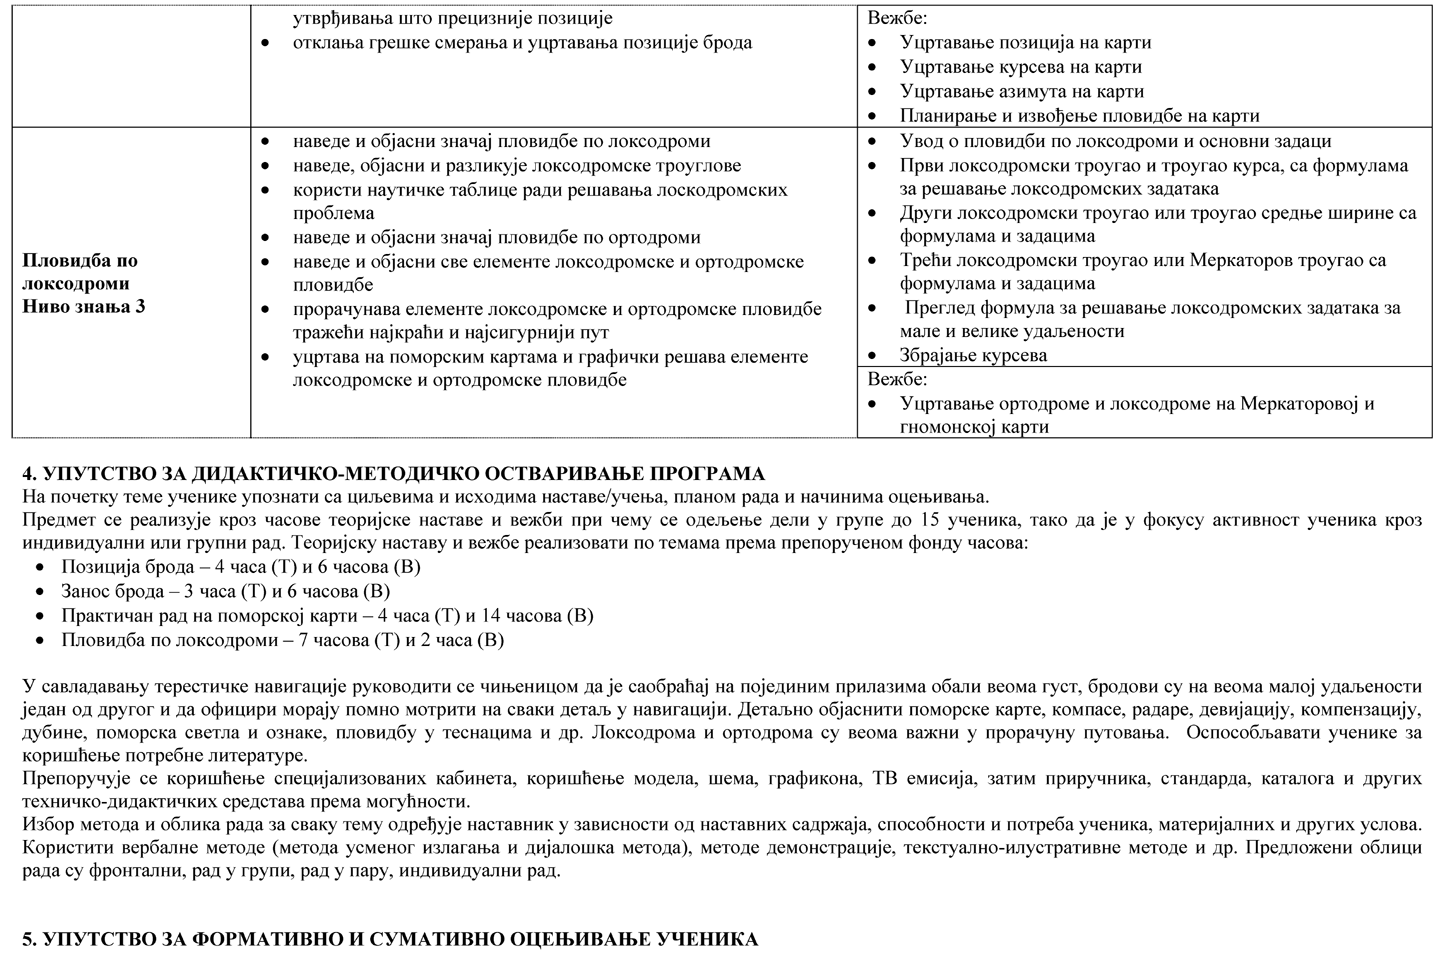 утврђивања што прецизније позиције
• отклања грешке смерања и уцртавања позиције брода
Вежбе:
• Уцртавање позиција на карти
• Уцртавање курсева на карти
• Уцртавање азимута на карти
• Планирање и извођење пловидбе на карти
Пловидба по
локсодроми
Ниво знања 3
• наведе и објасни значај пловидбе по локсодроми
• наведе, објасни и разликује локсодромске троуглове
• користи наутичке таблице ради решавања лоскодромских
проблема
• наведе и објасни значај пловидбе по ортодроми
• наведе и објасни све елементе локсодромске и ортодромске
пловидбе
• прорачунава елементе локсодромске и ортодромске пловидбе
тражећи најкраћи и најсигурнији пут
• уцртава на поморским картама и графички решава елементе
локсодромске и ортодромске пловидбе
• Увод о пловидби по локсодроми и основни задаци
• Први локсодромски троугао и троугао курса, са формулама
за решавање локсодромских задатака
• Други локсодромски троугао или троугао средње ширине са
формулама и задацима
• Трећи локсодромски троугао или Меркаторов троугао са
формулама и задацима
• Преглед формула за решавање локсодромских задатака за
мале и велике удаљености
• Збрајање курсева
Вежбе:
• Уцртавање ортодроме и локсодроме на Меркаторовој и
гномонској карти
4. УПУТСТВО ЗА ДИДАКТИЧКО-МЕТОДИЧКО ОСТВАРИВАЊЕ ПРОГРАМА
На почетку теме ученике упознати са циљевима и исходима наставе/учења, планом рада и начинима оцењивања.
Предмет се реализује кроз часове теоријске наставе и вежби при чему се одељење дели у групе до 15 ученика, тако да је у фокусу активност ученика кроз
индивидуални или групни рад. Теоријску наставу и вежбе реализовати по темама према препорученом фонду часова:
• Позиција брода – 4 часа (Т) и 6 часова (В)
• Занос брода – 3 часа (Т) и 6 часова (В)
• Практичан рад на поморској карти – 4 часа (Т) и 14 часова (В)
• Пловидба по локсодроми – 7 часова (Т) и 2 часа (В)
У савладавању терестичке навигације руководити се чињеницом да је саобраћај на појединим прилазима обали веома густ, бродови су на веома малој удаљености
један од другог и да официри морају помно мотрити на сваки детаљ у навигацији. Детаљно објаснити поморске карте, компасе, радаре, девијацију, компензацију,
дубине, поморска светла и ознаке, пловидбу у теснацима и др. Локсодрома и ортодрома су веома важни у прорачуну путовања. Оспособљавати ученике за
коришћење потребне литературе.
Препоручује се коришћење специјализованих кабинета, коришћење модела, шема, графикона, ТВ емисија, затим приручника, стандарда, каталога и других
техничко-дидактичких средстава према могућности.
Избор метода и облика рада за сваку тему одређује наставник у зависности од наставних садржаја, способности и потреба ученика, материјалних и других услова.
Користити вербалне методе (метода усменог излагања и дијалошка метода), методе демонстрације, текстуално-илустративне методе и др. Предложени облици
рада су фронтални, рад у групи, рад у пару, индивидуални рад.
5. УПУТСТВО ЗА ФОРМАТИВНО И СУМАТИВНО ОЦЕЊИВАЊЕ УЧЕНИКА